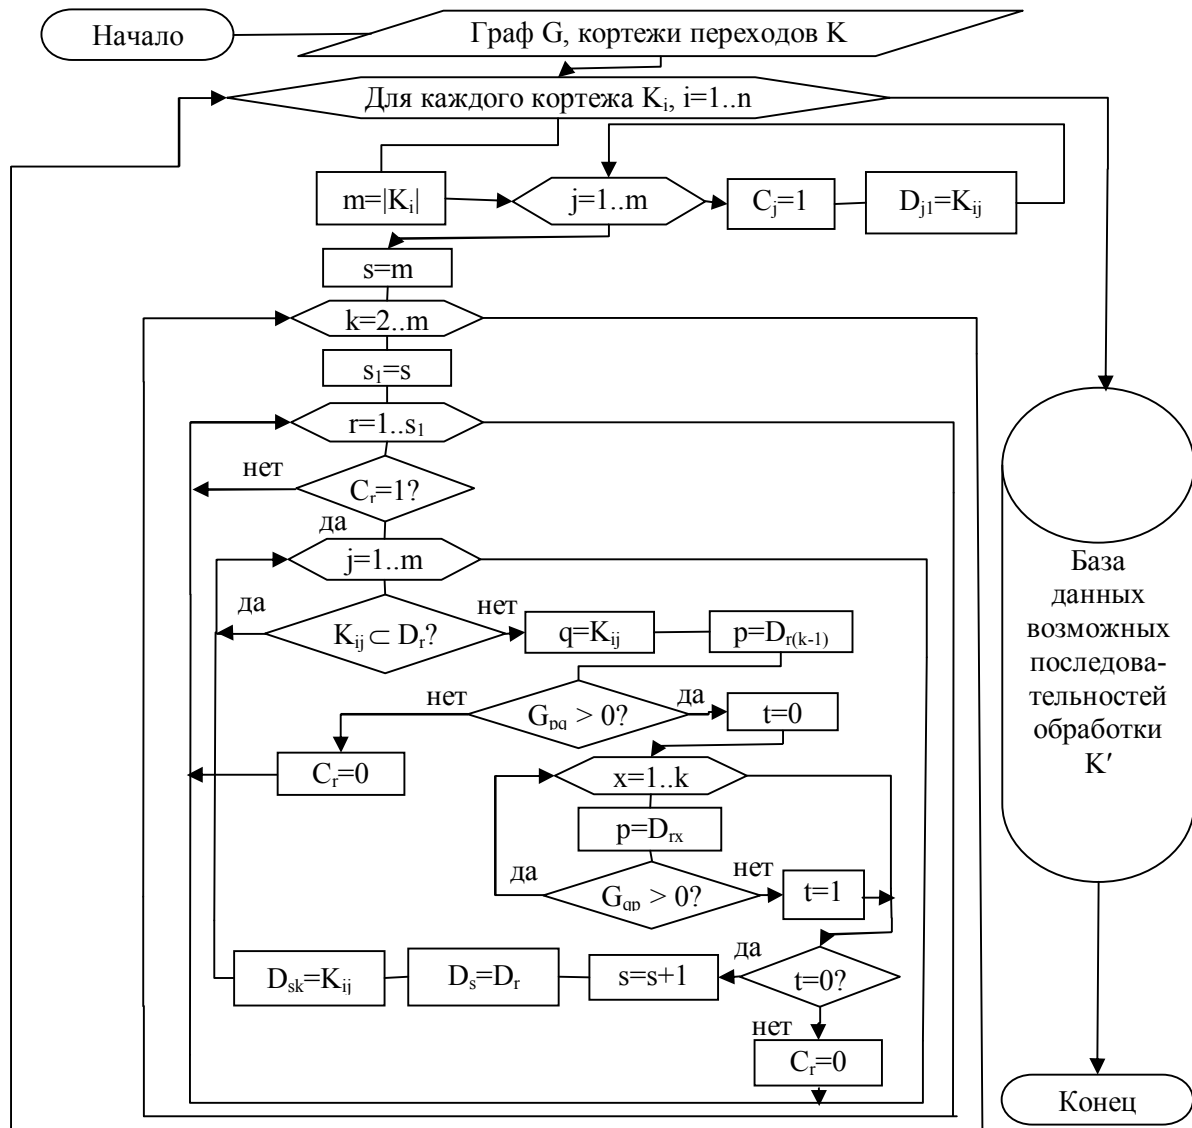 Начало
Граф G, кортежи переходов K
Для каждого кортежа Kᵢ, i=1..n
m=|Kᵢ|
j=1..m
Cⱼ=1
Dⱼ₁=Kᵢⱼ
s=m
k=2..m
s₁=s
r=1..s₁
нет
Cᵣ=1?
да
j=1..m
да
Kᵢⱼ ⊂ Dᵣ?
нет
q=Kᵢⱼ
p=Dᵣ₍ₖ₋₁₎
нет
G_pq > 0?
да
t=0
Cᵣ=0
x=1..k
p=Dᵣₓ
да
G_qp > 0?
нет
t=1
Dₛₖ=Kᵢⱼ
Dₛ=Dᵣ
s=s+1
да
t=0?
нет
Cᵣ=0
База
данных
возможных
последова-
тельностей
обработки
K′
Конец